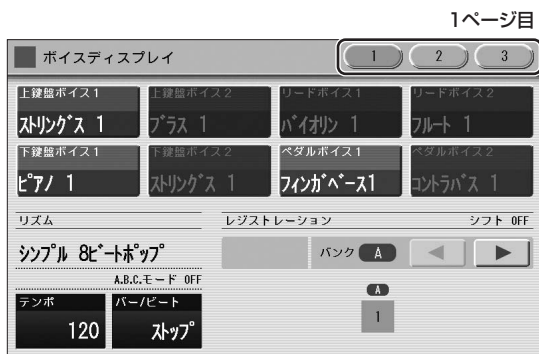 1ページ目
ボイスディスプレイ 1 2 3
上鍵盤ボイス1 上鍵盤ボイス2 リードボイス1 リードボイス2
ストリングス 1 ブラス 1 バイオリン 1 フルート 1
下鍵盤ボイス1 下鍵盤ボイス2 ペダルボイス1 ペダルボイス2
ピアノ 1 ストリングス 1 フィンガベース1 コントラバス 1
リズム レジストレーション シフト OFF
シンプル 8ビートポップ バンク A
A.B.C.モード OFF
テンポ バー/ビート A
120 ストップ 1